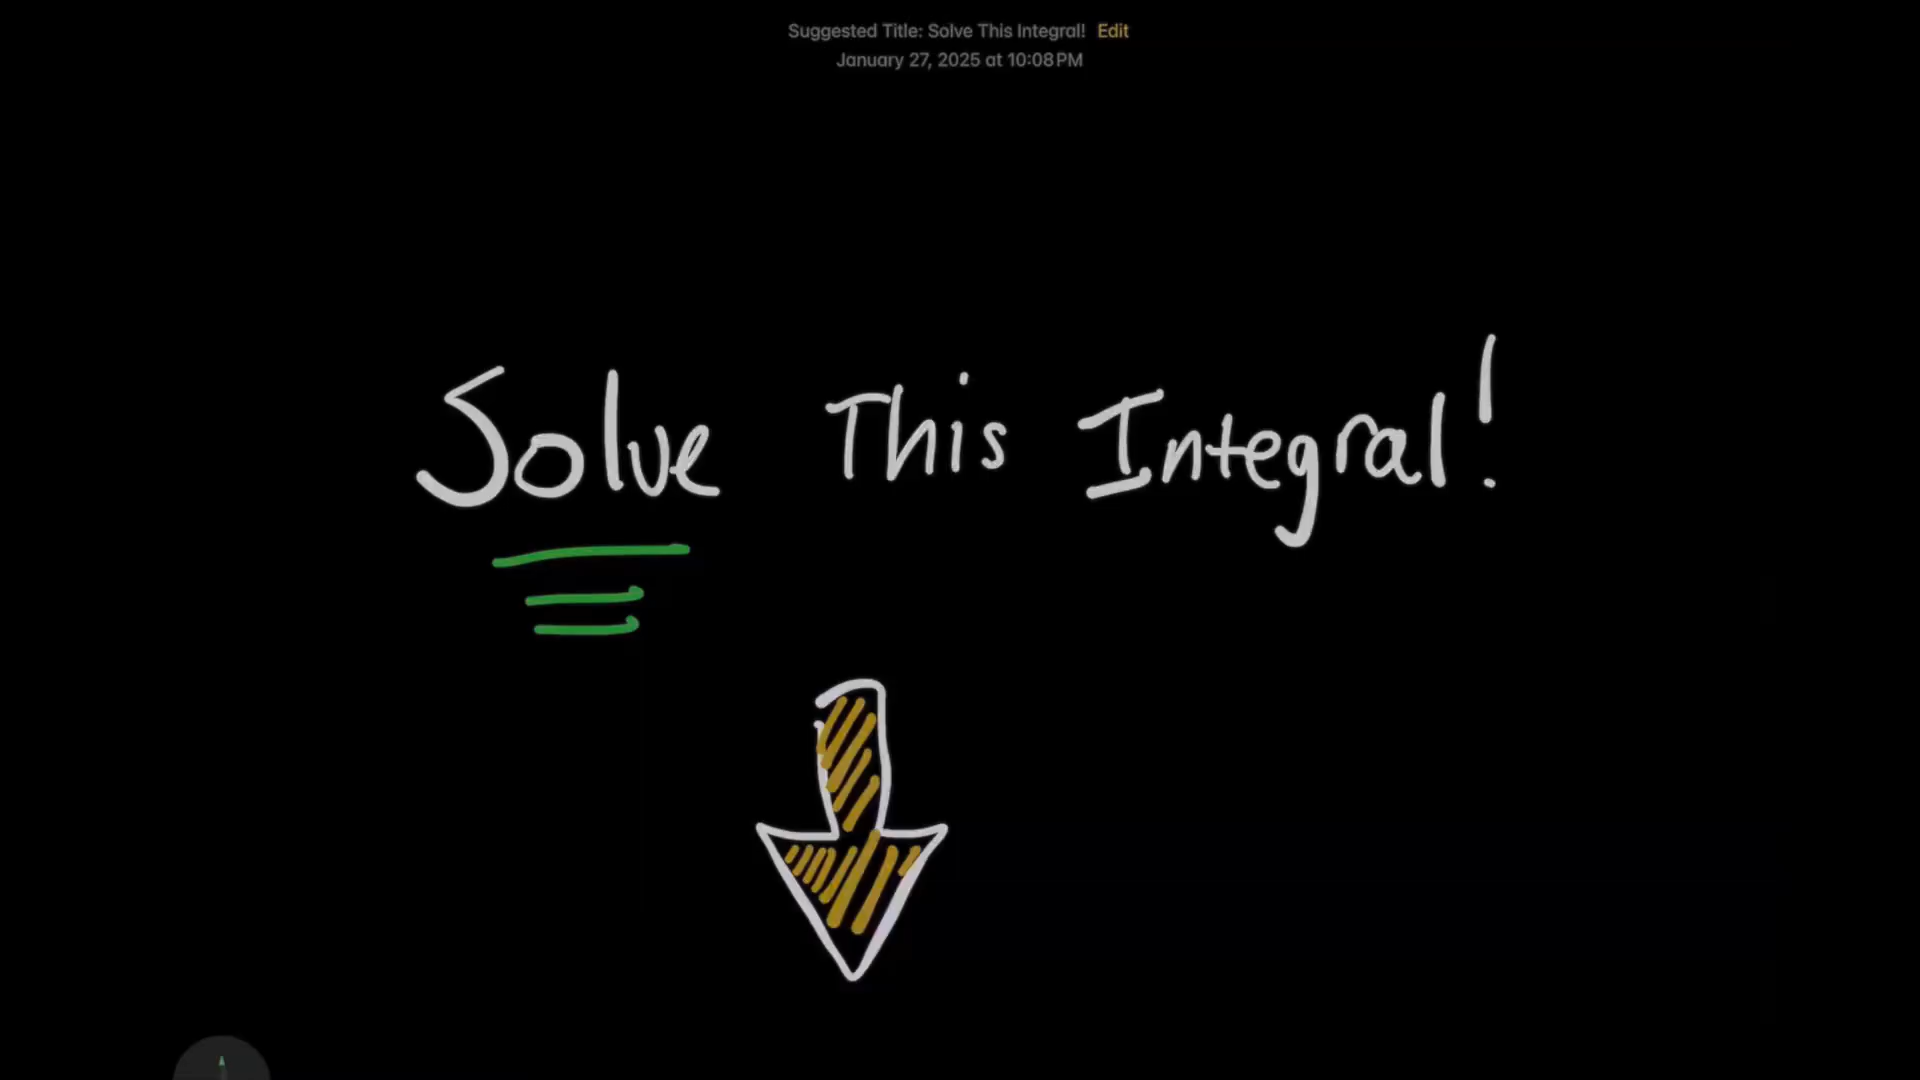 Suggested Title: Solve This Integral! Edit
January 27, 2025 at 10:08 PM
Solve This Integral!